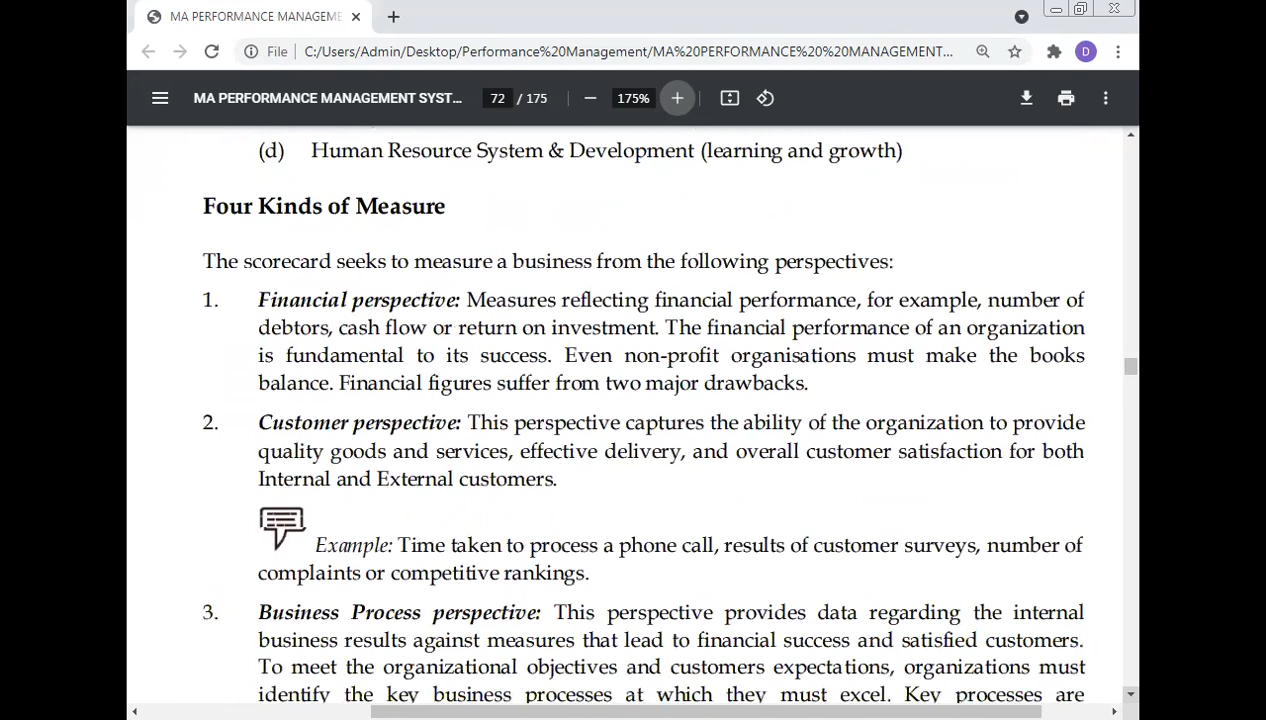 MA PERFORMANCE MANAGEME
File C:/Users/Admin/Desktop/Performance%20Management/MA%20PERFORMANCE%20%20MANAGEMENT...
D
MA PERFORMANCE MANAGEMENT SYST... 72 / 175 175%
(d) Human Resource System & Development (learning and growth)
Four Kinds of Measure
The scorecard seeks to measure a business from the following perspectives:
1. Financial perspective: Measures reflecting financial performance, for example, number of
debtors, cash flow or return on investment. The financial performance of an organization
is fundamental to its success. Even non-profit organisations must make the books
balance. Financial figures suffer from two major drawbacks.
2. Customer perspective: This perspective captures the ability of the organization to provide
quality goods and services, effective delivery, and overall customer satisfaction for both
Internal and External customers.
Example: Time taken to process a phone call, results of customer surveys, number of
complaints or competitive rankings.
3. Business Process perspective: This perspective provides data regarding the internal
business results against measures that lead to financial success and satisfied customers.
To meet the organizational objectives and customers expectations, organizations must
identify the key business processes at which they must excel. Key processes are